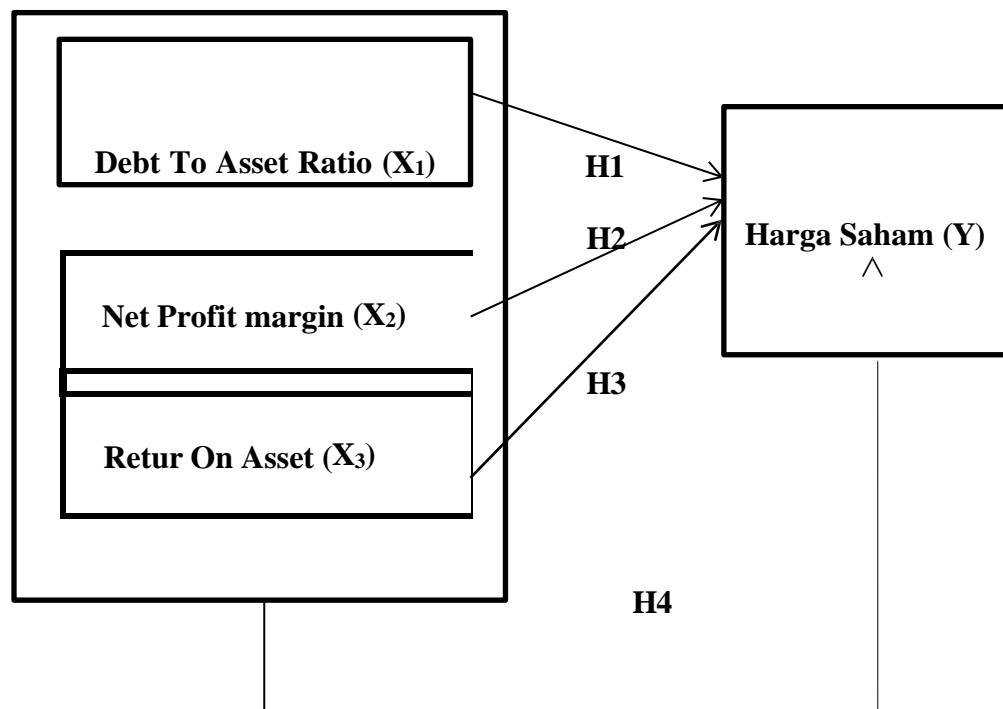 Debt To Asset Ratio (X₁)
H1
H2
Harga Saham (Y)
Net Profit margin (X₂)
H3
Retur On Asset (X₃)
H4